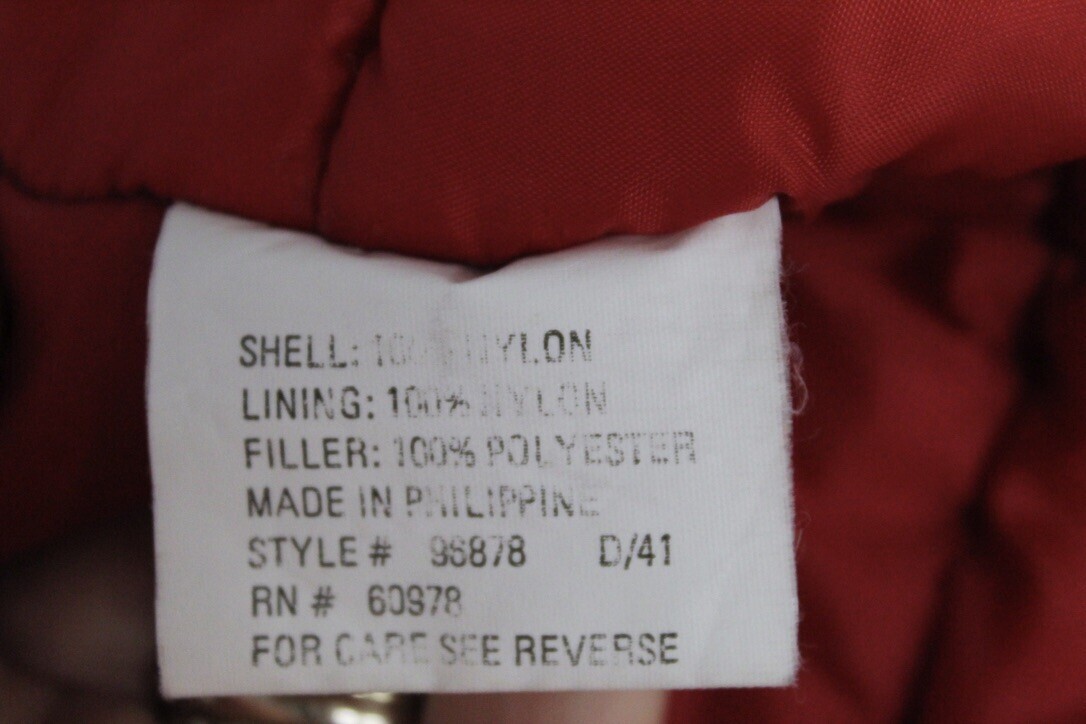 SHELL: 100% NYLON
LINING: 100% NYLON
FILLER: 100% POLYESTER
MADE IN PHILIPPINE
STYLE # 96878 D/41
RN # 60978
FOR CARE SEE REVERSE